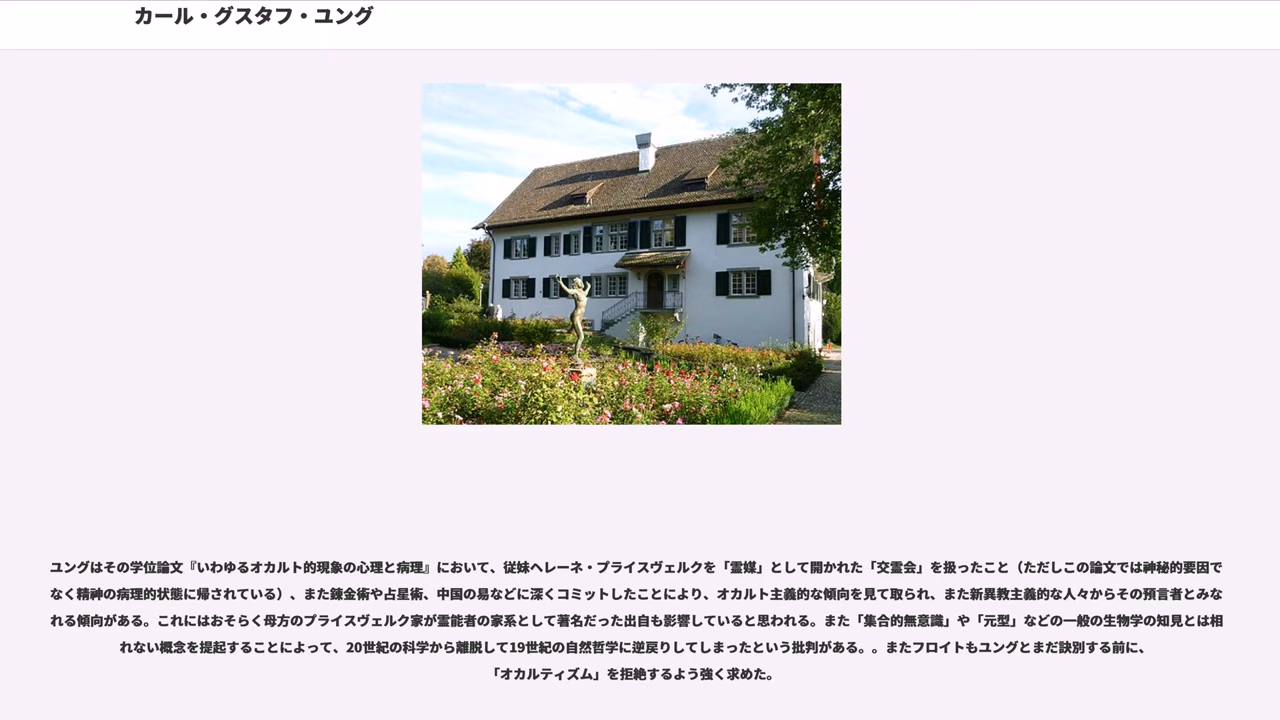 カール・グスタフ・ユング
ユングはその学位論文『いわゆるオカルト的現象の心理と病理』において、従妹ヘレーネ・プライスヴェルクを「霊媒」として開かれた「交霊会」を扱ったこと（ただしこの論文では神秘的要因で
なく精神の病理的状態に帰されている）、また錬金術や占星術、中国の易などに深くコミットしたことにより、オカルト主義的な傾向を見て取られ、また新異教主義的な人々からその預言者とみな
れる傾向がある。これにはおそらく母方のプライスヴェルク家が霊能者の家系として著名だった出自も影響していると思われる。また「集合的無意識」や「元型」などの一般の生物学の知見とは相
れない概念を提起することによって、20世紀の科学から離脱して19世紀の自然哲学に逆戻りしてしまったという批判がある。。またフロイトもユングとまだ訣別する前に、
「オカルティズム」を拒絶するよう強く求めた。